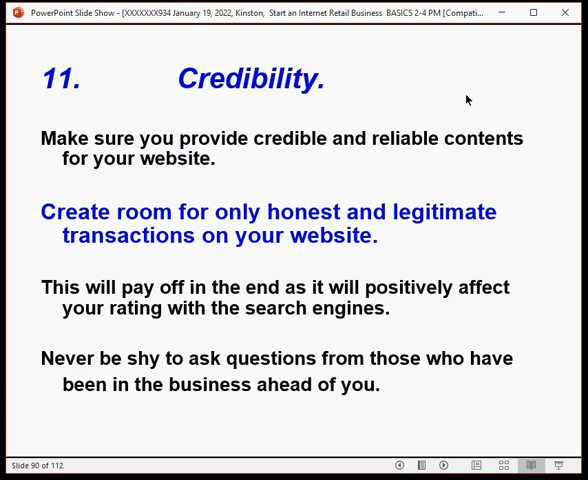 PowerPoint Slide Show - [XXXXXXX934 January 19, 2022, Kinston, Start an Internet Retail Business BASICS 2-4 PM [Compati...
11. Credibility.
Make sure you provide credible and reliable contents
for your website.
Create room for only honest and legitimate
transactions on your website.
This will pay off in the end as it will positively affect
your rating with the search engines.
Never be shy to ask questions from those who have
been in the business ahead of you.
Slide 90 of 112